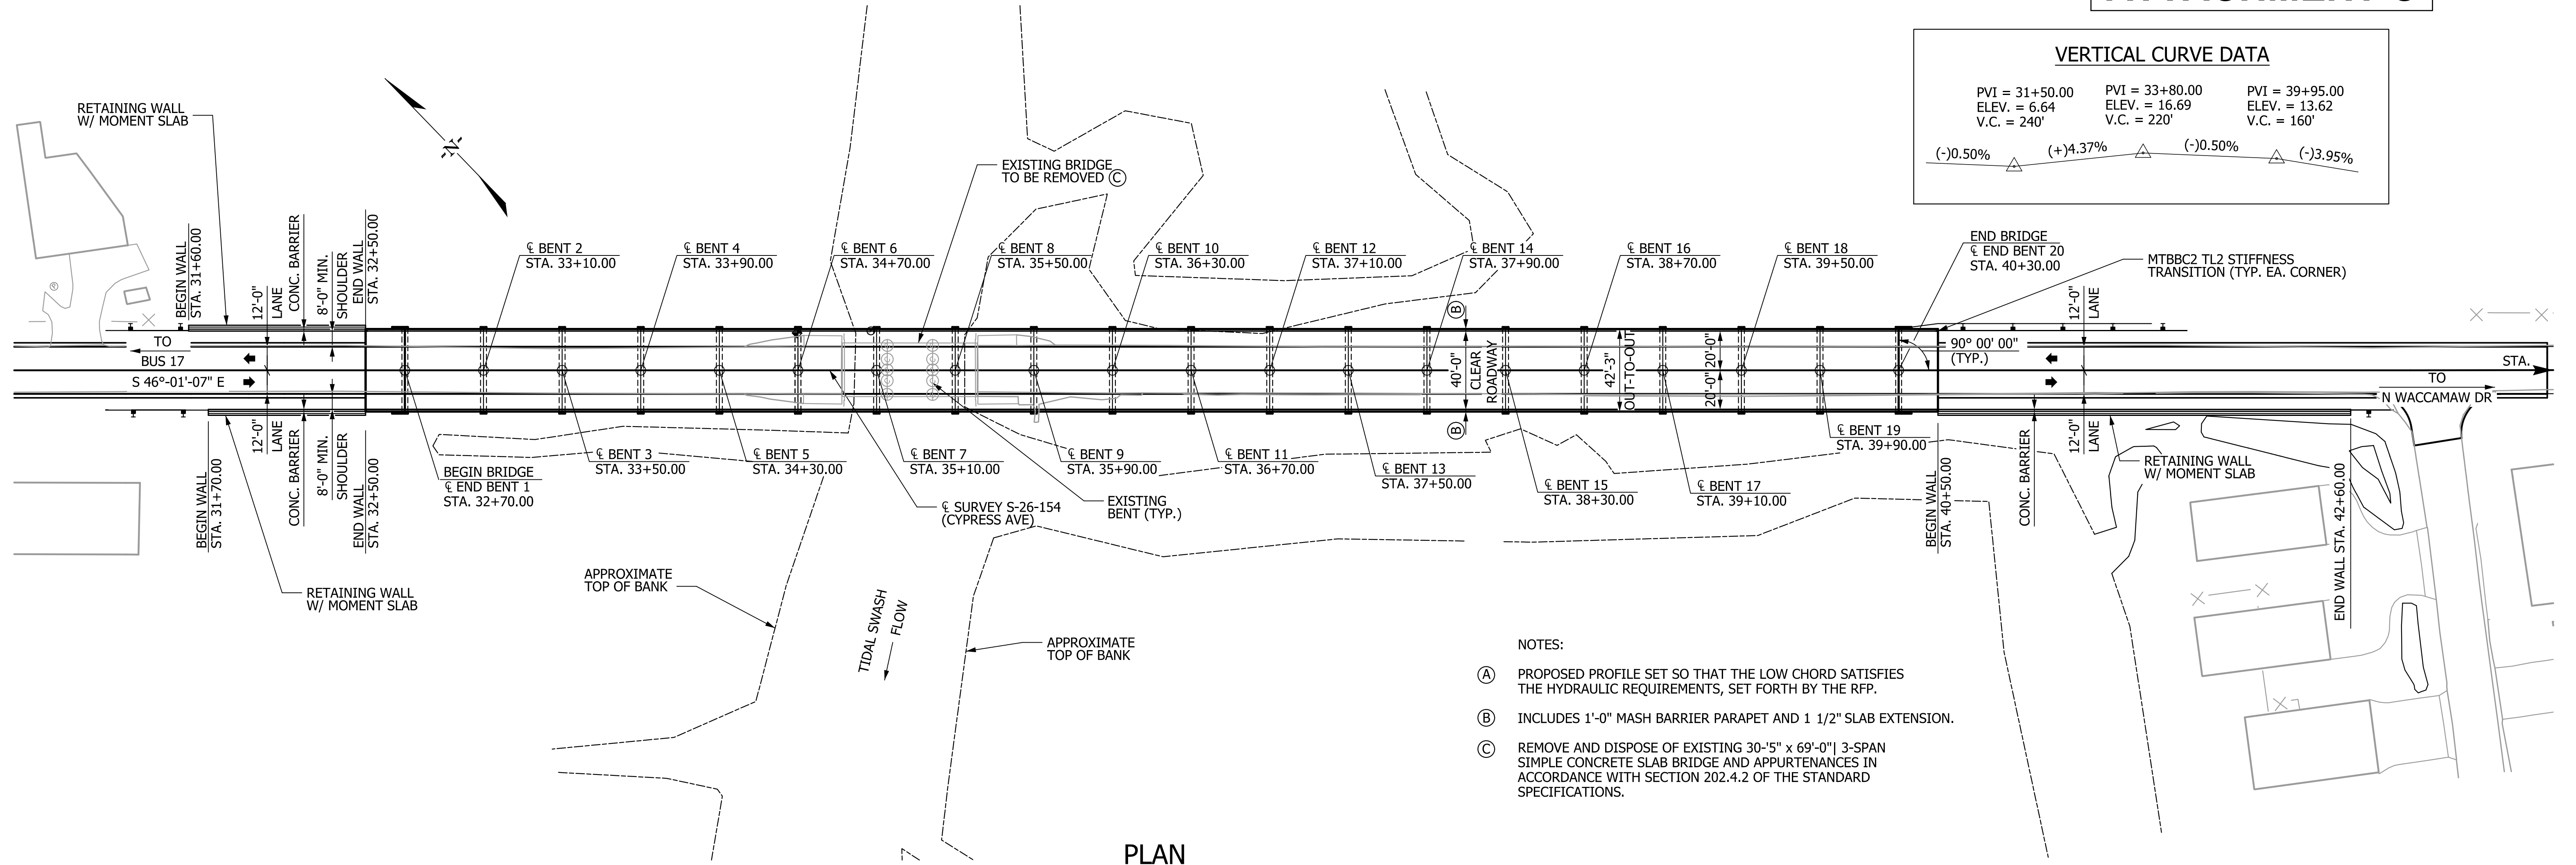 VERTICAL CURVE DATA
PVI = 31+50.00
ELEV. = 6.64
V.C. = 240'
PVI = 33+80.00
ELEV. = 16.69
V.C. = 220'
PVI = 39+95.00
ELEV. = 13.62
V.C. = 160'
(-)0.50%
(+)4.37%
(-)0.50%
(-)3.95%
RETAINING WALL
W/ MOMENT SLAB
-N-
EXISTING BRIDGE
TO BE REMOVED Ⓒ
BEGIN WALL
STA. 31+60.00
12'-0"
LANE
CONC. BARRIER
8'-0" MIN.
SHOULDER
END WALL
STA. 32+50.00
℄ BENT 2
STA. 33+10.00
℄ BENT 4
STA. 33+90.00
℄ BENT 6
STA. 34+70.00
℄ BENT 8
STA. 35+50.00
℄ BENT 10
STA. 36+30.00
℄ BENT 12
STA. 37+10.00
℄ BENT 14
STA. 37+90.00
℄ BENT 16
STA. 38+70.00
℄ BENT 18
STA. 39+50.00
END BRIDGE
℄ END BENT 20
STA. 40+30.00
MTBBC2 TL2 STIFFNESS
TRANSITION (TYP. EA. CORNER)
12'-0"
LANE
Ⓑ
TO
BUS 17
S 46°-01'-07" E
40'-0"
CLEAR
ROADWAY
42'-3"
OUT-TO-OUT
20'-0"
20'-0"
90° 00' 00"
(TYP.)
STA.
TO
N WACCAMAW DR
Ⓑ
BEGIN WALL
STA. 31+70.00
12'-0"
LANE
CONC. BARRIER
8'-0" MIN.
SHOULDER
END WALL
STA. 32+50.00
BEGIN BRIDGE
℄ END BENT 1
STA. 32+70.00
℄ BENT 3
STA. 33+50.00
℄ BENT 5
STA. 34+30.00
℄ BENT 7
STA. 35+10.00
℄ BENT 9
STA. 35+90.00
℄ BENT 11
STA. 36+70.00
℄ BENT 13
STA. 37+50.00
℄ BENT 15
STA. 38+30.00
℄ BENT 17
STA. 39+10.00
℄ BENT 19
STA. 39+90.00
BEGIN WALL
STA. 40+50.00
CONC. BARRIER
12'-0"
LANE
RETAINING WALL
W/ MOMENT SLAB
END WALL STA. 42+60.00
℄ SURVEY S-26-154
(CYPRESS AVE)
EXISTING
BENT (TYP.)
RETAINING WALL
W/ MOMENT SLAB
APPROXIMATE
TOP OF BANK
TIDAL SWASH
FLOW
APPROXIMATE
TOP OF BANK
NOTES:
Ⓐ PROPOSED PROFILE SET SO THAT THE LOW CHORD SATISFIES
THE HYDRAULIC REQUIREMENTS, SET FORTH BY THE RFP.
Ⓑ INCLUDES 1'-0" MASH BARRIER PARAPET AND 1 1/2" SLAB EXTENSION.
Ⓒ REMOVE AND DISPOSE OF EXISTING 30-'5" x 69'-0"| 3-SPAN
SIMPLE CONCRETE SLAB BRIDGE AND APPURTENANCES IN
ACCORDANCE WITH SECTION 202.4.2 OF THE STANDARD
SPECIFICATIONS.
PLAN